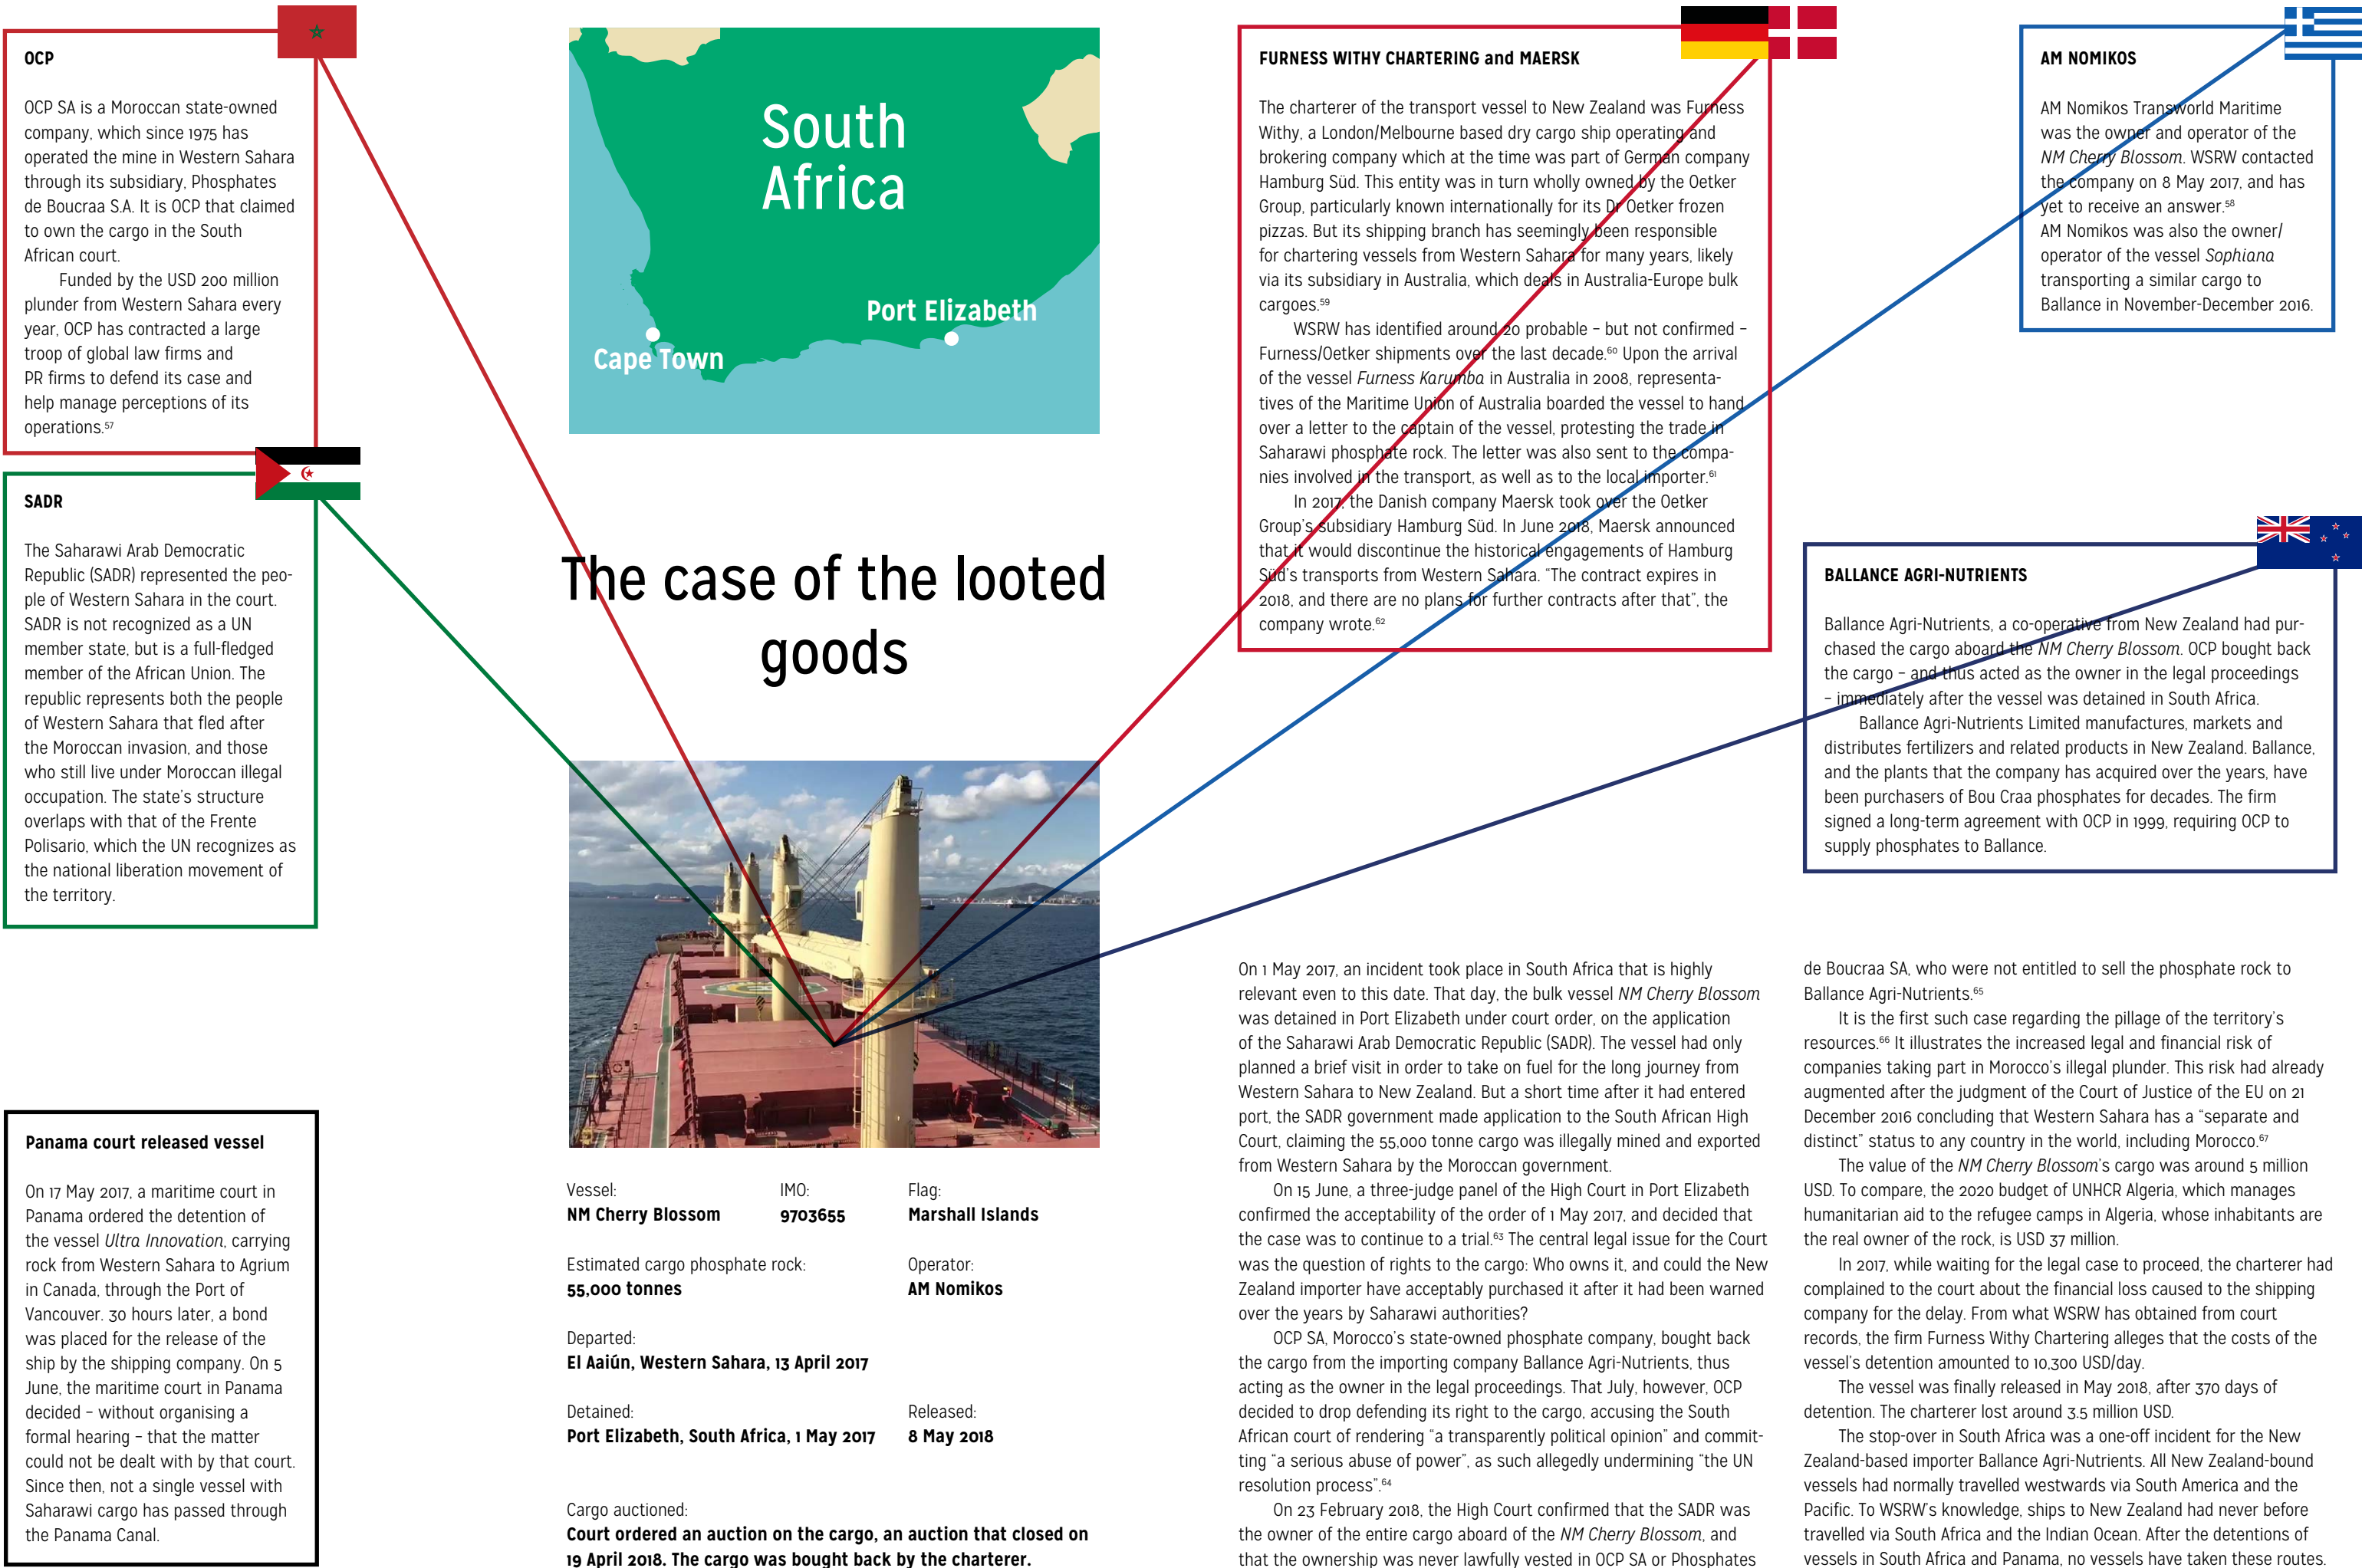 OCP
OCP SA is a Moroccan state-owned
company, which since 1975 has
operated the mine in Western Sahara
through its subsidiary, Phosphates
de Boucraa S.A. It is OCP that claimed
to own the cargo in the South
African court.
Funded by the USD 200 million
plunder from Western Sahara every
year, OCP has contracted a large
troop of global law firms and
PR firms to defend its case and
help manage perceptions of its
operations.⁵⁷
SADR
The Saharawi Arab Democratic
Republic (SADR) represented the peo-
ple of Western Sahara in the court.
SADR is not recognized as a UN
member state, but is a full-fledged
member of the African Union. The
republic represents both the people
of Western Sahara that fled after
the Moroccan invasion, and those
who still live under Moroccan illegal
occupation. The state's structure
overlaps with that of the Frente
Polisario, which the UN recognizes as
the national liberation movement of
the territory.
Panama court released vessel
On 17 May 2017, a maritime court in
Panama ordered the detention of
the vessel Ultra Innovation, carrying
rock from Western Sahara to Agrium
in Canada, through the Port of
Vancouver. 30 hours later, a bond
was placed for the release of the
ship by the shipping company. On 5
June, the maritime court in Panama
decided – without organising a
formal hearing – that the matter
could not be dealt with by that court.
Since then, not a single vessel with
Saharawi cargo has passed through
the Panama Canal.
South
Africa
Port Elizabeth
Cape Town
The case of the looted
goods
Vessel: IMO: Flag:
NM Cherry Blossom 9703655 Marshall Islands
Estimated cargo phosphate rock: Operator:
55,000 tonnes AM Nomikos
Departed:
El Aaiún, Western Sahara, 13 April 2017
Detained: Released:
Port Elizabeth, South Africa, 1 May 2017 8 May 2018
Cargo auctioned:
Court ordered an auction on the cargo, an auction that closed on
19 April 2018. The cargo was bought back by the charterer.
FURNESS WITHY CHARTERING and MAERSK
The charterer of the transport vessel to New Zealand was Furness
Withy, a London/Melbourne based dry cargo ship operating and
brokering company which at the time was part of German company
Hamburg Süd. This entity was in turn wholly owned by the Oetker
Group, particularly known internationally for its Dr Oetker frozen
pizzas. But its shipping branch has seemingly been responsible
for chartering vessels from Western Sahara for many years, likely
via its subsidiary in Australia, which deals in Australia-Europe bulk
cargoes.⁵⁹
WSRW has identified around 20 probable – but not confirmed –
Furness/Oetker shipments over the last decade.⁶⁰ Upon the arrival
of the vessel Furness Karumba in Australia in 2008, representa-
tives of the Maritime Union of Australia boarded the vessel to hand
over a letter to the captain of the vessel, protesting the trade in
Saharawi phosphate rock. The letter was also sent to the compa-
nies involved in the transport, as well as to the local importer.⁶¹
In 2017, the Danish company Maersk took over the Oetker
Group's subsidiary Hamburg Süd. In June 2018, Maersk announced
that it would discontinue the historical engagements of Hamburg
Süd's transports from Western Sahara. “The contract expires in
2018, and there are no plans for further contracts after that”, the
company wrote.⁶²
AM NOMIKOS
AM Nomikos Transworld Maritime
was the owner and operator of the
NM Cherry Blossom. WSRW contacted
the company on 8 May 2017, and has
yet to receive an answer.⁵⁸
AM Nomikos was also the owner/
operator of the vessel Sophiana
transporting a similar cargo to
Ballance in November-December 2016.
BALLANCE AGRI-NUTRIENTS
Ballance Agri-Nutrients, a co-operative from New Zealand had pur-
chased the cargo aboard the NM Cherry Blossom. OCP bought back
the cargo – and thus acted as the owner in the legal proceedings
– immediately after the vessel was detained in South Africa.
Ballance Agri-Nutrients Limited manufactures, markets and
distributes fertilizers and related products in New Zealand. Ballance,
and the plants that the company has acquired over the years, have
been purchasers of Bou Craa phosphates for decades. The firm
signed a long-term agreement with OCP in 1999, requiring OCP to
supply phosphates to Ballance.
On 1 May 2017, an incident took place in South Africa that is highly
relevant even to this date. That day, the bulk vessel NM Cherry Blossom
was detained in Port Elizabeth under court order, on the application
of the Saharawi Arab Democratic Republic (SADR). The vessel had only
planned a brief visit in order to take on fuel for the long journey from
Western Sahara to New Zealand. But a short time after it had entered
port, the SADR government made application to the South African High
Court, claiming the 55,000 tonne cargo was illegally mined and exported
from Western Sahara by the Moroccan government.
On 15 June, a three-judge panel of the High Court in Port Elizabeth
confirmed the acceptability of the order of 1 May 2017, and decided that
the case was to continue to a trial.⁶³ The central legal issue for the Court
was the question of rights to the cargo: Who owns it, and could the New
Zealand importer have acceptably purchased it after it had been warned
over the years by Saharawi authorities?
OCP SA, Morocco's state-owned phosphate company, bought back
the cargo from the importing company Ballance Agri-Nutrients, thus
acting as the owner in the legal proceedings. That July, however, OCP
decided to drop defending its right to the cargo, accusing the South
African court of rendering “a transparently political opinion” and commit-
ting “a serious abuse of power”, as such allegedly undermining “the UN
resolution process”.⁶⁴
On 23 February 2018, the High Court confirmed that the SADR was
the owner of the entire cargo aboard of the NM Cherry Blossom, and
that the ownership was never lawfully vested in OCP SA or Phosphates
de Boucraa SA, who were not entitled to sell the phosphate rock to
Ballance Agri-Nutrients.⁶⁵
It is the first such case regarding the pillage of the territory's
resources.⁶⁶ It illustrates the increased legal and financial risk of
companies taking part in Morocco's illegal plunder. This risk had already
augmented after the judgment of the Court of Justice of the EU on 21
December 2016 concluding that Western Sahara has a “separate and
distinct” status to any country in the world, including Morocco.⁶⁷
The value of the NM Cherry Blossom's cargo was around 5 million
USD. To compare, the 2020 budget of UNHCR Algeria, which manages
humanitarian aid to the refugee camps in Algeria, whose inhabitants are
the real owner of the rock, is USD 37 million.
In 2017, while waiting for the legal case to proceed, the charterer had
complained to the court about the financial loss caused to the shipping
company for the delay. From what WSRW has obtained from court
records, the firm Furness Withy Chartering alleges that the costs of the
vessel's detention amounted to 10,300 USD/day.
The vessel was finally released in May 2018, after 370 days of
detention. The charterer lost around 3.5 million USD.
The stop-over in South Africa was a one-off incident for the New
Zealand-based importer Ballance Agri-Nutrients. All New Zealand-bound
vessels had normally travelled westwards via South America and the
Pacific. To WSRW's knowledge, ships to New Zealand had never before
travelled via South Africa and the Indian Ocean. After the detentions of
vessels in South Africa and Panama, no vessels have taken these routes.